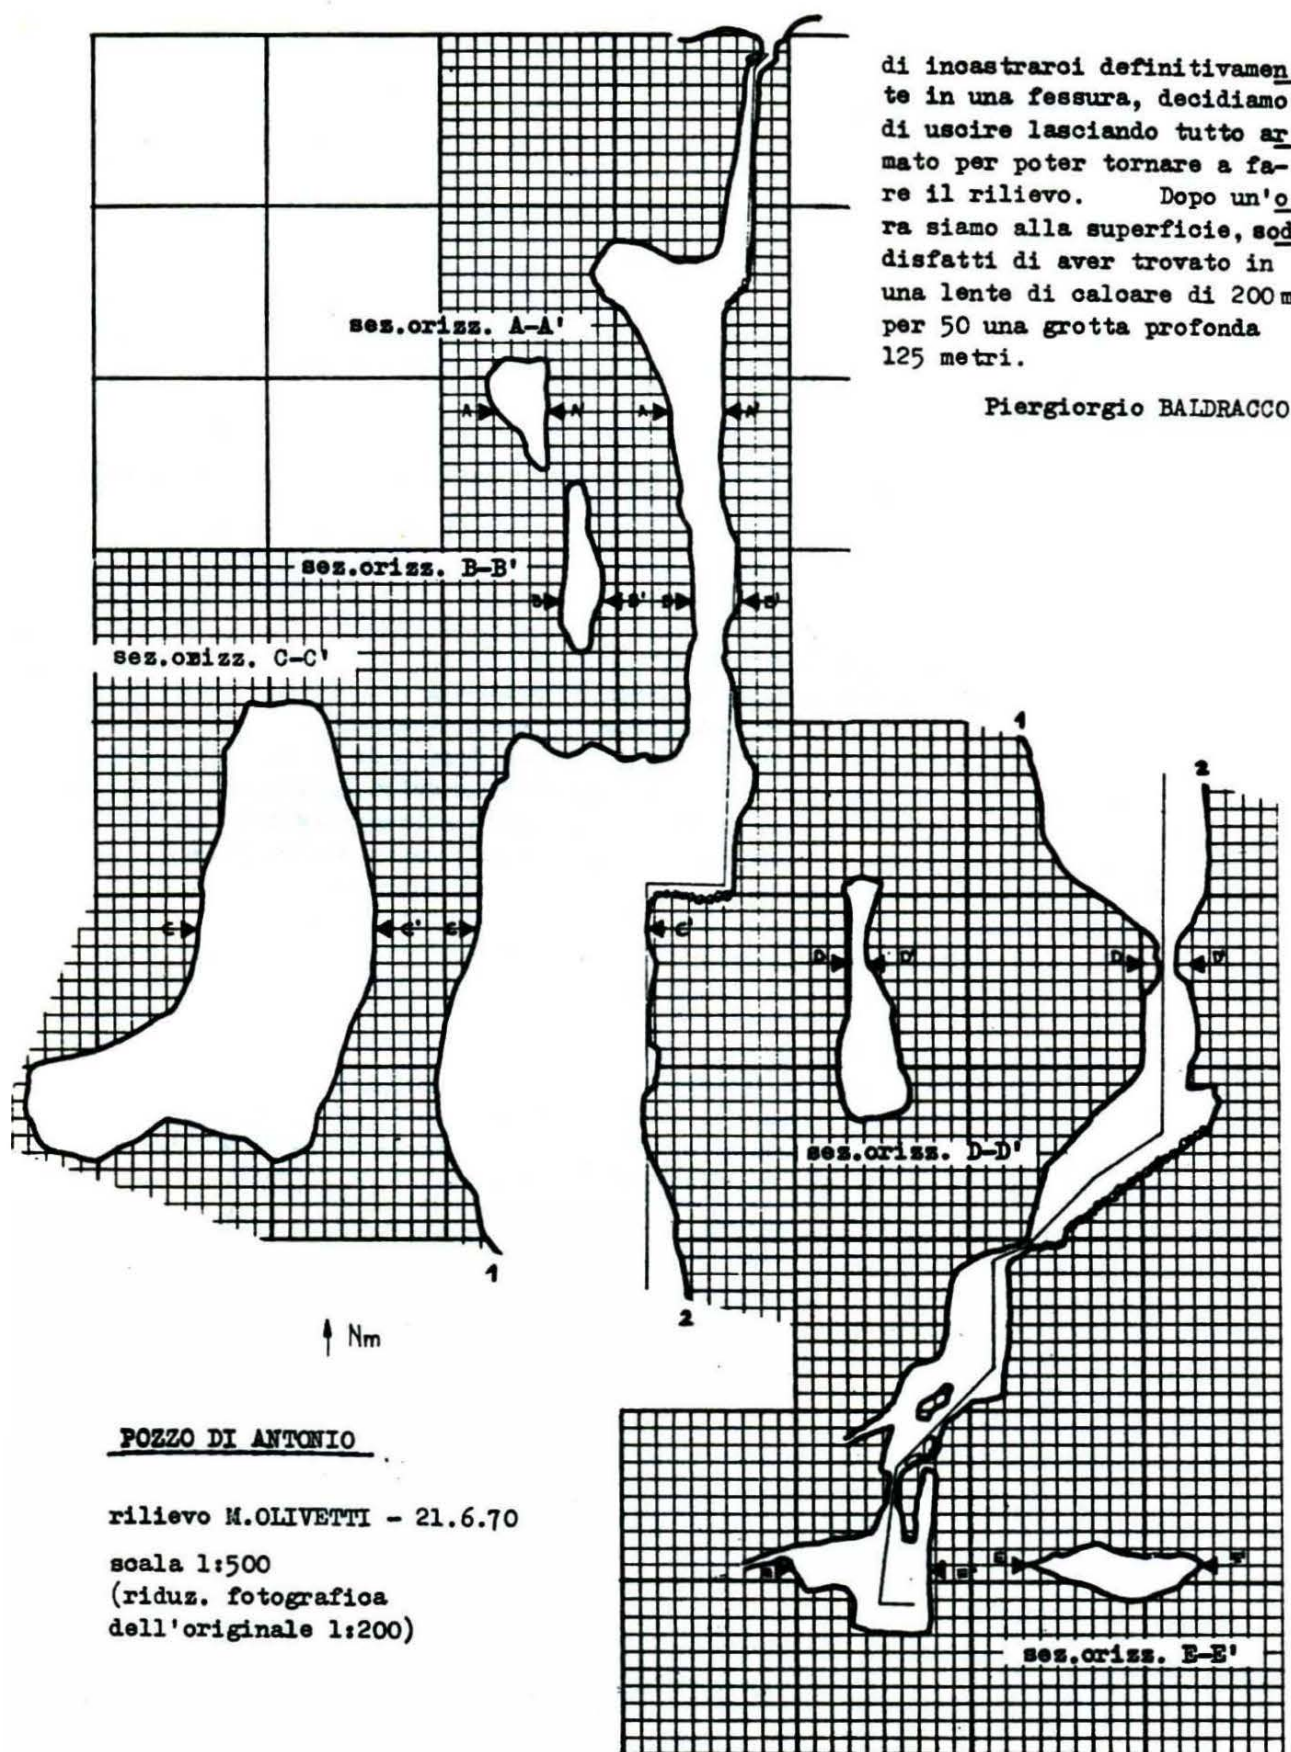 di incastrarci definitivamen
te in una fessura, decidiamo
di uscire lasciando tutto ar
mato per poter tornare a fa-
re il rilievo. Dopo un'o
ra siamo alla superficie, sod
disfatti di aver trovato in
una lente di calcare di 200 m
per 50 una grotta profonda
125 metri.
Piergiorgio BALDRACCO
sez.orizz. A-A'
A A' A A'
sez.orizz. B-B'
B B' B B'
sez.orizz. C-C'
C C' C C'
1
2
D D' D D'
sez.orizz. D-D'
1
2
Nm
POZZO DI ANTONIO
rilievo M.OLIVETTI - 21.6.70
scala 1:500
(riduz. fotografica
dell'originale 1:200)
E E' E E'
sez.orizz. E-E'